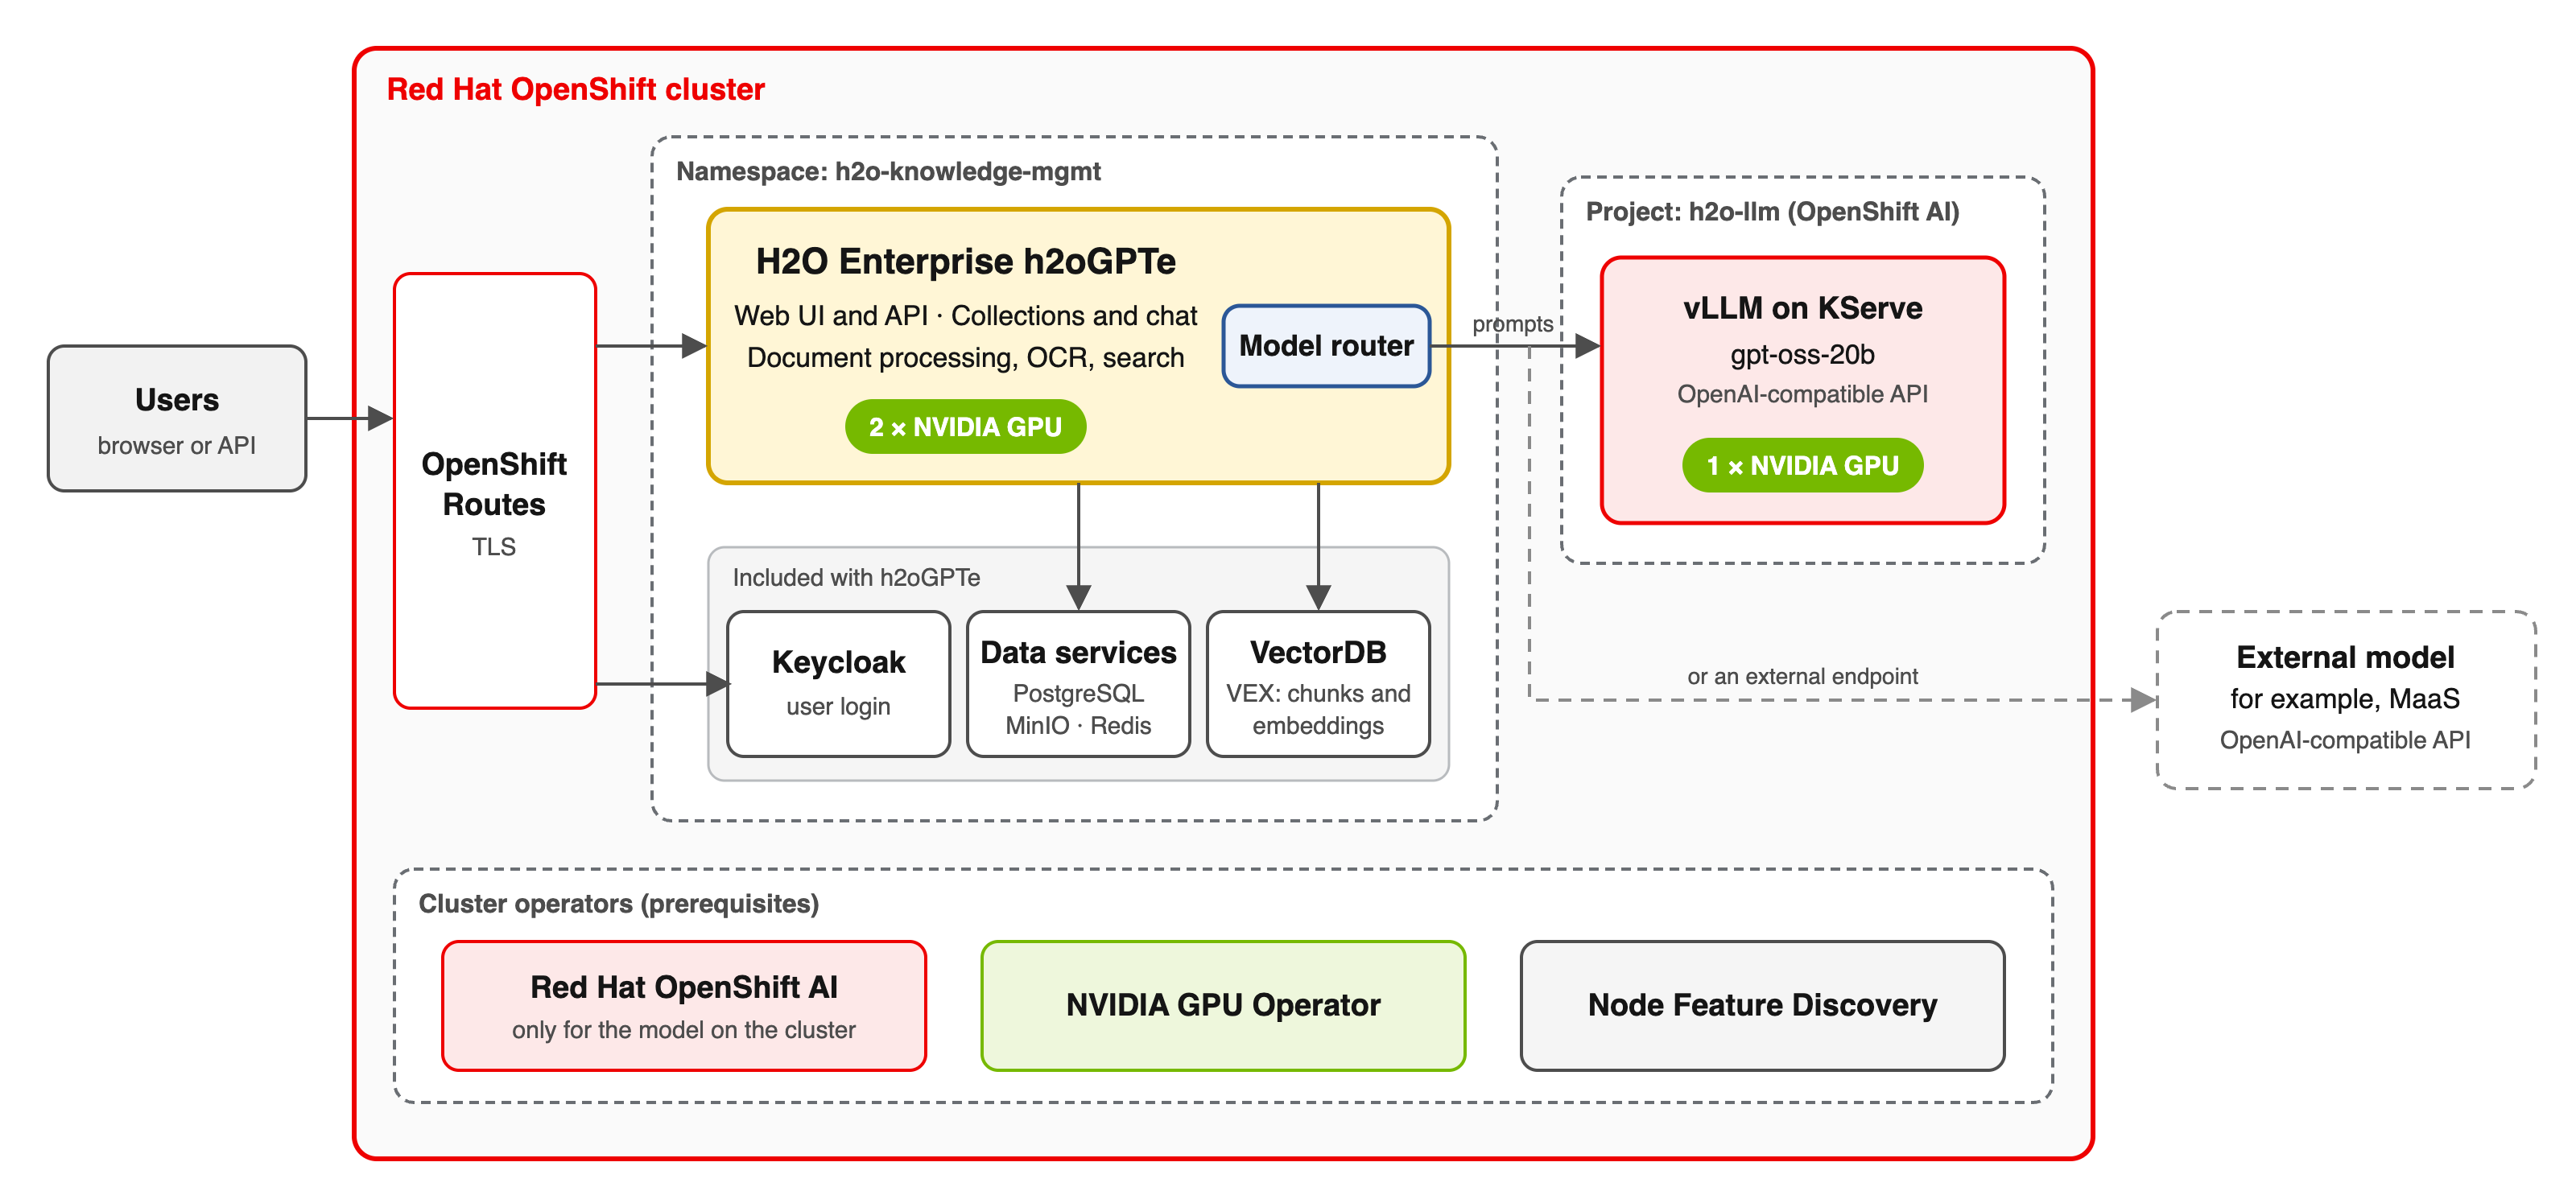 Red Hat OpenShift cluster
Users
browser or API
OpenShift
Routes
TLS
Namespace: h2o-knowledge-mgmt
H2O Enterprise h2oGPTe
Web UI and API · Collections and chat
Document processing, OCR, search
2 × NVIDIA GPU
Model router
prompts
Included with h2oGPTe
Keycloak
user login
Data services
PostgreSQL
MinIO · Redis
VectorDB
VEX: chunks and
embeddings
Project: h2o-llm (OpenShift AI)
vLLM on KServe
gpt-oss-20b
OpenAI-compatible API
1 × NVIDIA GPU
or an external endpoint
External model
for example, MaaS
OpenAI-compatible API
Cluster operators (prerequisites)
Red Hat OpenShift AI
only for the model on the cluster
NVIDIA GPU Operator
Node Feature Discovery